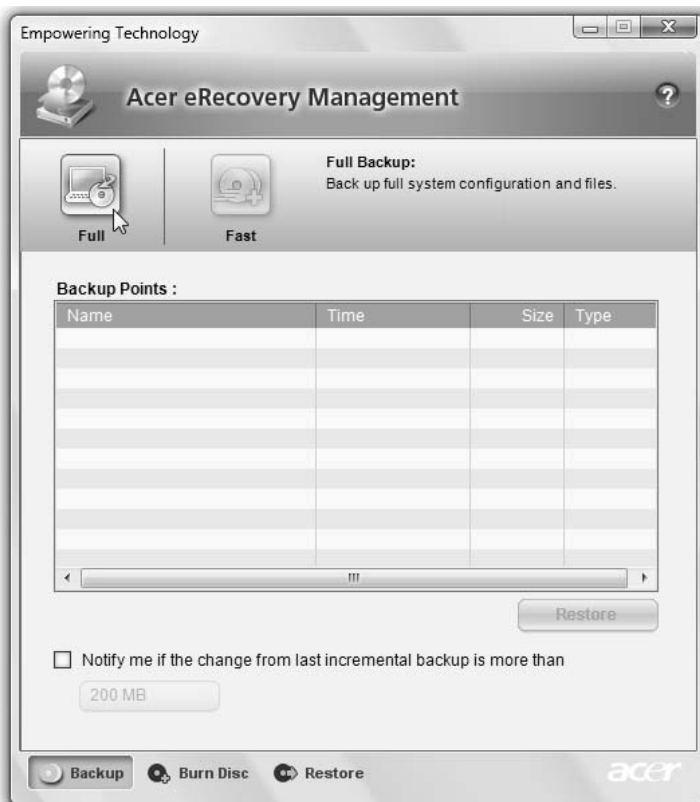 Empowering Technology
Acer eRecovery Management
?
Full Backup:
Back up full system configuration and files.
Full
Fast
Backup Points :
Name Time Size Type
Restore
Notify me if the change from last incremental backup is more than
200 MB
Backup Burn Disc Restore
acer